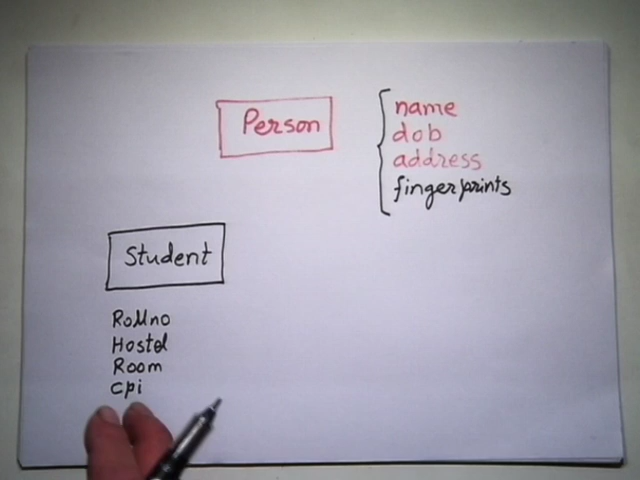 Person
name
dob
address
fingerprints
Student
Rollno
Hostel
Room
cpi